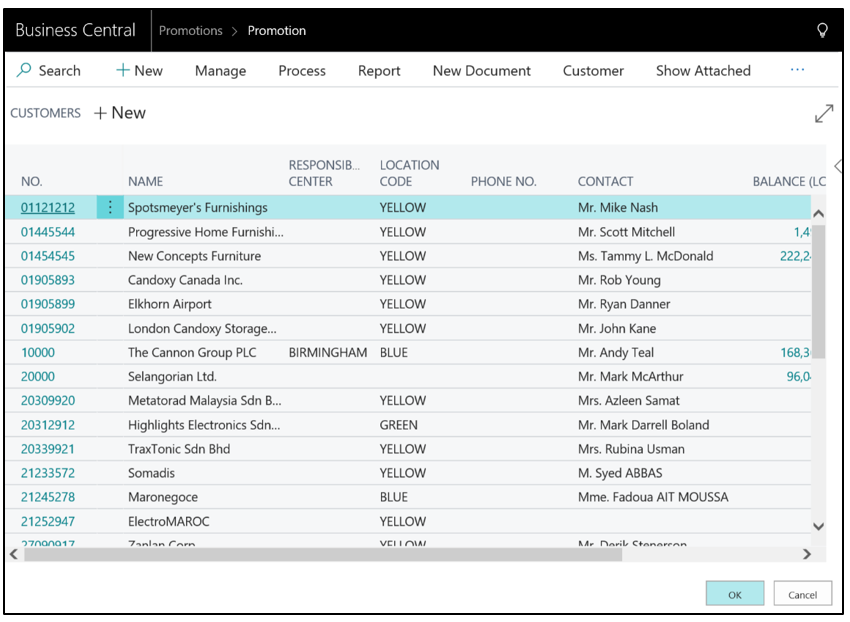 Business Central Promotions > Promotion
Search + New Manage Process Report New Document Customer Show Attached ...
CUSTOMERS + New
NO. NAME RESPONSIB... CENTER LOCATION CODE PHONE NO. CONTACT BALANCE (LC
01121212 Spotsmeyer's Furnishings YELLOW Mr. Mike Nash
01445544 Progressive Home Furnishi... YELLOW Mr. Scott Mitchell 1,4
01454545 New Concepts Furniture YELLOW Ms. Tammy L. McDonald 222,2
01905893 Candoxy Canada Inc. YELLOW Mr. Rob Young
01905899 Elkhorn Airport YELLOW Mr. Ryan Danner
01905902 London Candoxy Storage... YELLOW Mr. John Kane
10000 The Cannon Group PLC BIRMINGHAM BLUE Mr. Andy Teal 168,3
20000 Selangorian Ltd. Mr. Mark McArthur 96,0
20309920 Metatorad Malaysia Sdn B... YELLOW Mrs. Azleen Samat
20312912 Highlights Electronics Sdn... GREEN Mr. Mark Darrell Boland
20339921 TraxTonic Sdn Bhd YELLOW Mrs. Rubina Usman
21233572 Somadis YELLOW M. Syed ABBAS
21245278 Maronegoce BLUE Mme. Fadoua AIT MOUSSA
21252947 ElectroMAROC YELLOW
27090917 Zanlan Corp. YELLOW Mr. Derik Stenerson
OK Cancel